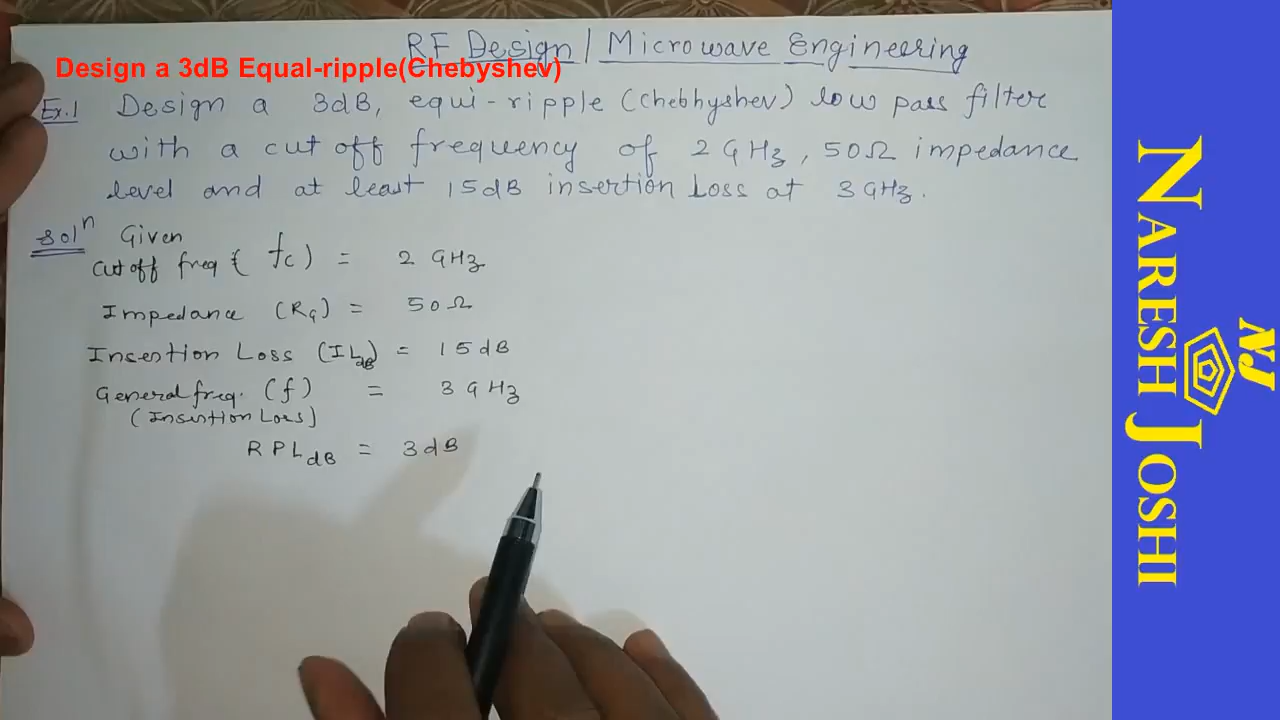 RF Design / Microwave Engineering
Design a 3dB Equal-ripple(Chebyshev)
Ex.1 Design a 3dB, equi-ripple (chebhyshev) low pass filter
with a cut off frequency of 2 GHz, 50Ω impedance
level and at least 15dB insertion Loss at 3GHz.
Solⁿ Given
Cut off freq ( fc ) = 2 GHz
Impedance (RG) = 50Ω
Insertion Loss (ILdB) = 15dB
General freq. (f) = 3 GHz
(Insertion Loss)
RPLdB = 3dB
NARESH JOSHI
NJ